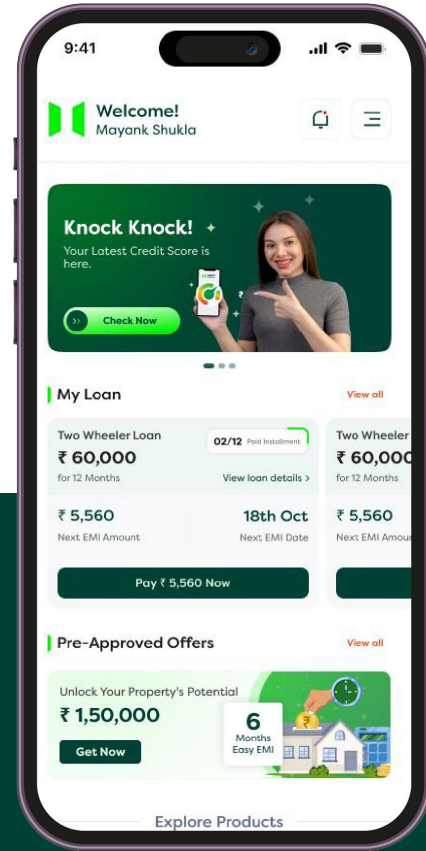 9:41
Welcome!
Mayank Shukla
Knock Knock!
Your Latest Credit Score is
here.
Check Now
My Loan
View all
Two Wheeler Loan
₹ 60,000
for 12 Months
02/12 Paid Installment
View loan details >
₹ 5,560
Next EMI Amount
18th Oct
Next EMI Date
Pay ₹ 5,560 Now
Two Wheeler
₹ 60,000
for 12 Months
₹ 5,560
Next EMI Amou
Pre-Approved Offers
View all
Unlock Your Property's Potential
₹ 1,50,000
Get Now
6
Months
Easy EMI
Explore Products